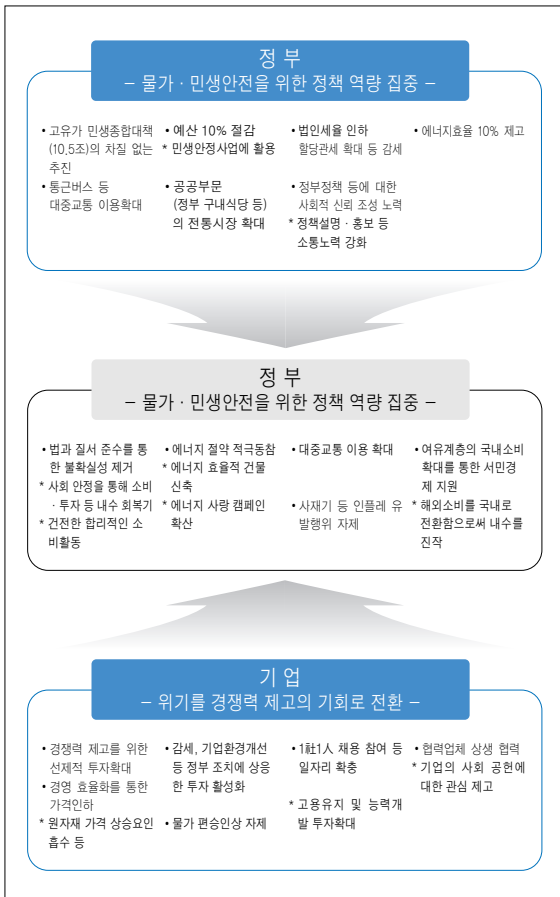 정 부
– 물가 · 민생안전을 위한 정책 역량 집중 –
• 고유가 민생종합대책
(10.5조)의 차질 없는
추진
• 통근버스 등
대중교통 이용확대
• 예산 10% 절감
* 민생안정사업에 활용
• 공공부문
(정부 구내식당 등)
의 전통시장 확대
• 법인세율 인하
할당관세 확대 등 감세
• 정부정책 등에 대한
사회적 신뢰 조성 노력
* 정책설명 · 홍보 등
소통노력 강화
• 에너지효율 10% 제고
정 부
– 물가 · 민생안전을 위한 정책 역량 집중 –
• 법과 질서 준수를 통
한 불확실성 제거
* 사회 안정을 통해 소비
· 투자 등 내수 회복기
* 건전한 합리적인 소
비활동
• 에너지 절약 적극동참
* 에너지 효율적 건물
신축
* 에너지 사랑 캠페인
확산
• 대중교통 이용 확대
• 사재기 등 인플레 유
발행위 자제
• 여유계층의 국내소비
확대를 통한 서민경
제 지원
* 해외소비를 국내로
전환함으로써 내수를
진작
기 업
– 위기를 경쟁력 제고의 기회로 전환 –
• 경쟁력 제고를 위한
선제적 투자확대
• 경영 효율화를 통한
가격인하
* 원자재 가격 상승요인
흡수 등
• 감세, 기업환경개선
등 정부 조치에 상응
한 투자 활성화
• 물가 편승인상 자제
• 1社1人 채용 참여 등
일자리 확충
* 고용유지 및 능력개
발 투자확대
• 협력업체 상생 협력
* 기업의 사회 공헌에
대한 관심 제고